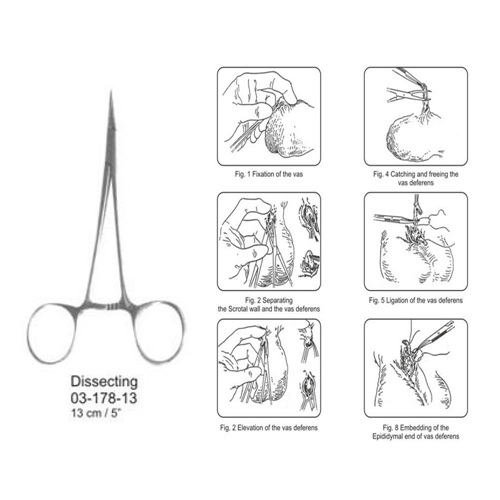 Dissecting
03-178-13
13 cm / 5"
Fig. 1 Fixation of the vas
Fig. 2 Separating
the Scrotal wall and the vas deferens
Fig. 2 Elevation of the vas deferens
Fig. 4 Catching and freeing the
vas deferens
Fig. 5 Ligation of the vas deferens
Fig. 8 Embedding of the
Epididymal end of vas deferens